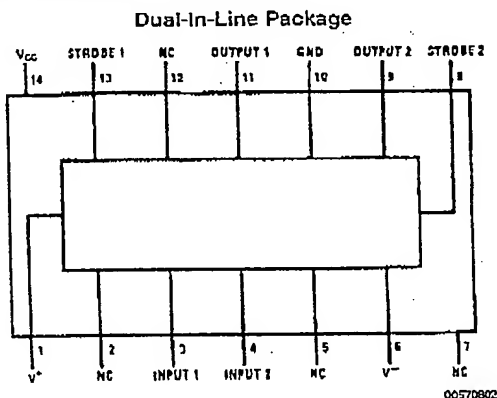 Dual-In-Line Package
VCC STROBE 1 NC OUTPUT 1 GND OUTPUT 2 STROBE 2
14 13 12 11 10 9 8
1 2 3 4 5 6 7
V+ NC INPUT 1 INPUT 2 NC V− NC
00570802